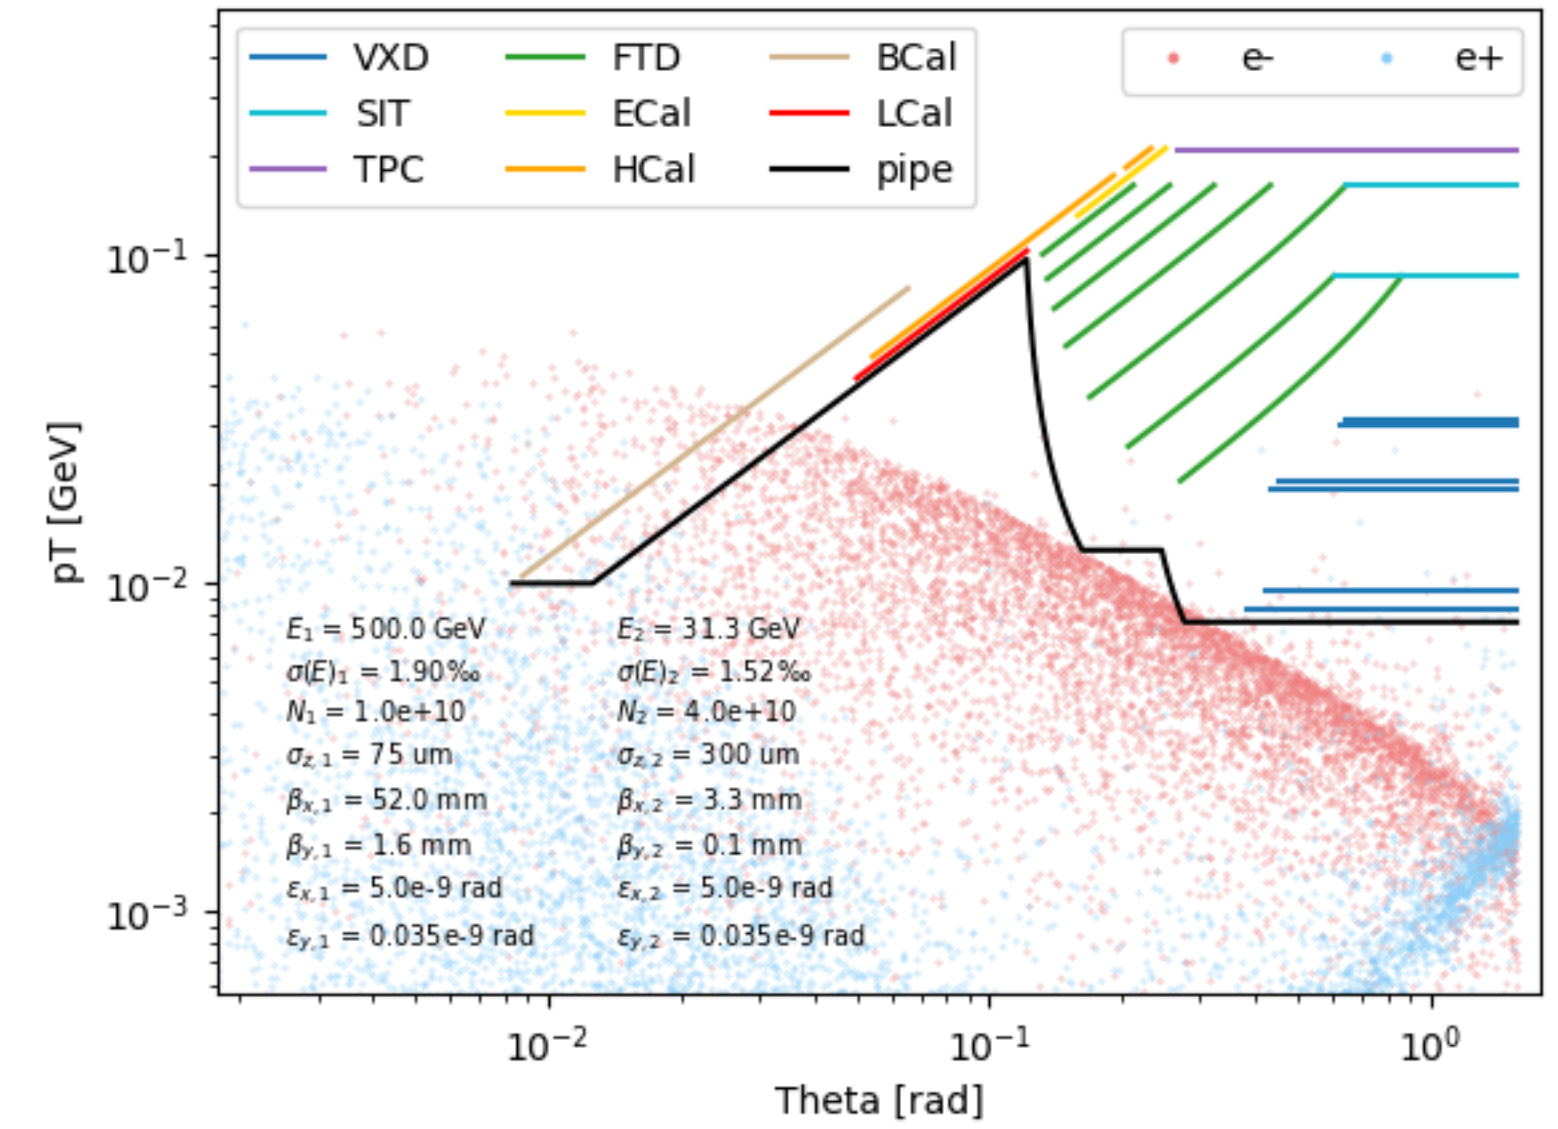 VXD FTD BCal e- e+
SIT ECal LCal
TPC HCal pipe
10⁻¹
pT [GeV]
10⁻²
E₁ = 500.0 GeV E₂ = 31.3 GeV
σ(E)₁ = 1.90‰ σ(E)₂ = 1.52‰
N₁ = 1.0e+10 N₂ = 4.0e+10
σz,1 = 75 um σz,2 = 300 um
βx,1 = 52.0 mm βx,2 = 3.3 mm
βy,1 = 1.6 mm βy,2 = 0.1 mm
εx,1 = 5.0e-9 rad εx,2 = 5.0e-9 rad
10⁻³
εy,1 = 0.035e-9 rad εy,2 = 0.035e-9 rad
10⁻² 10⁻¹ 10⁰
Theta [rad]